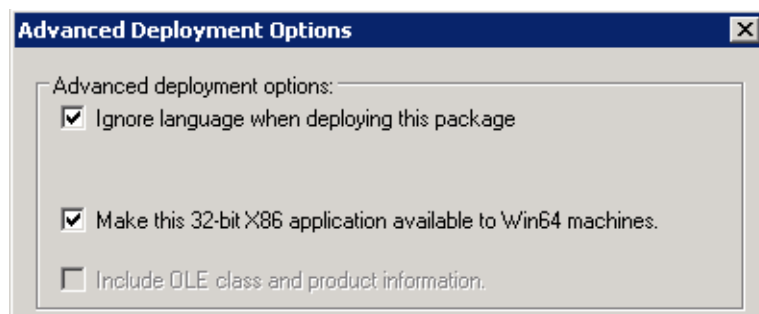 Advanced Deployment Options
Advanced deployment options:
Ignore language when deploying this package
Make this 32-bit X86 application available to Win64 machines.
Include OLE class and product information.